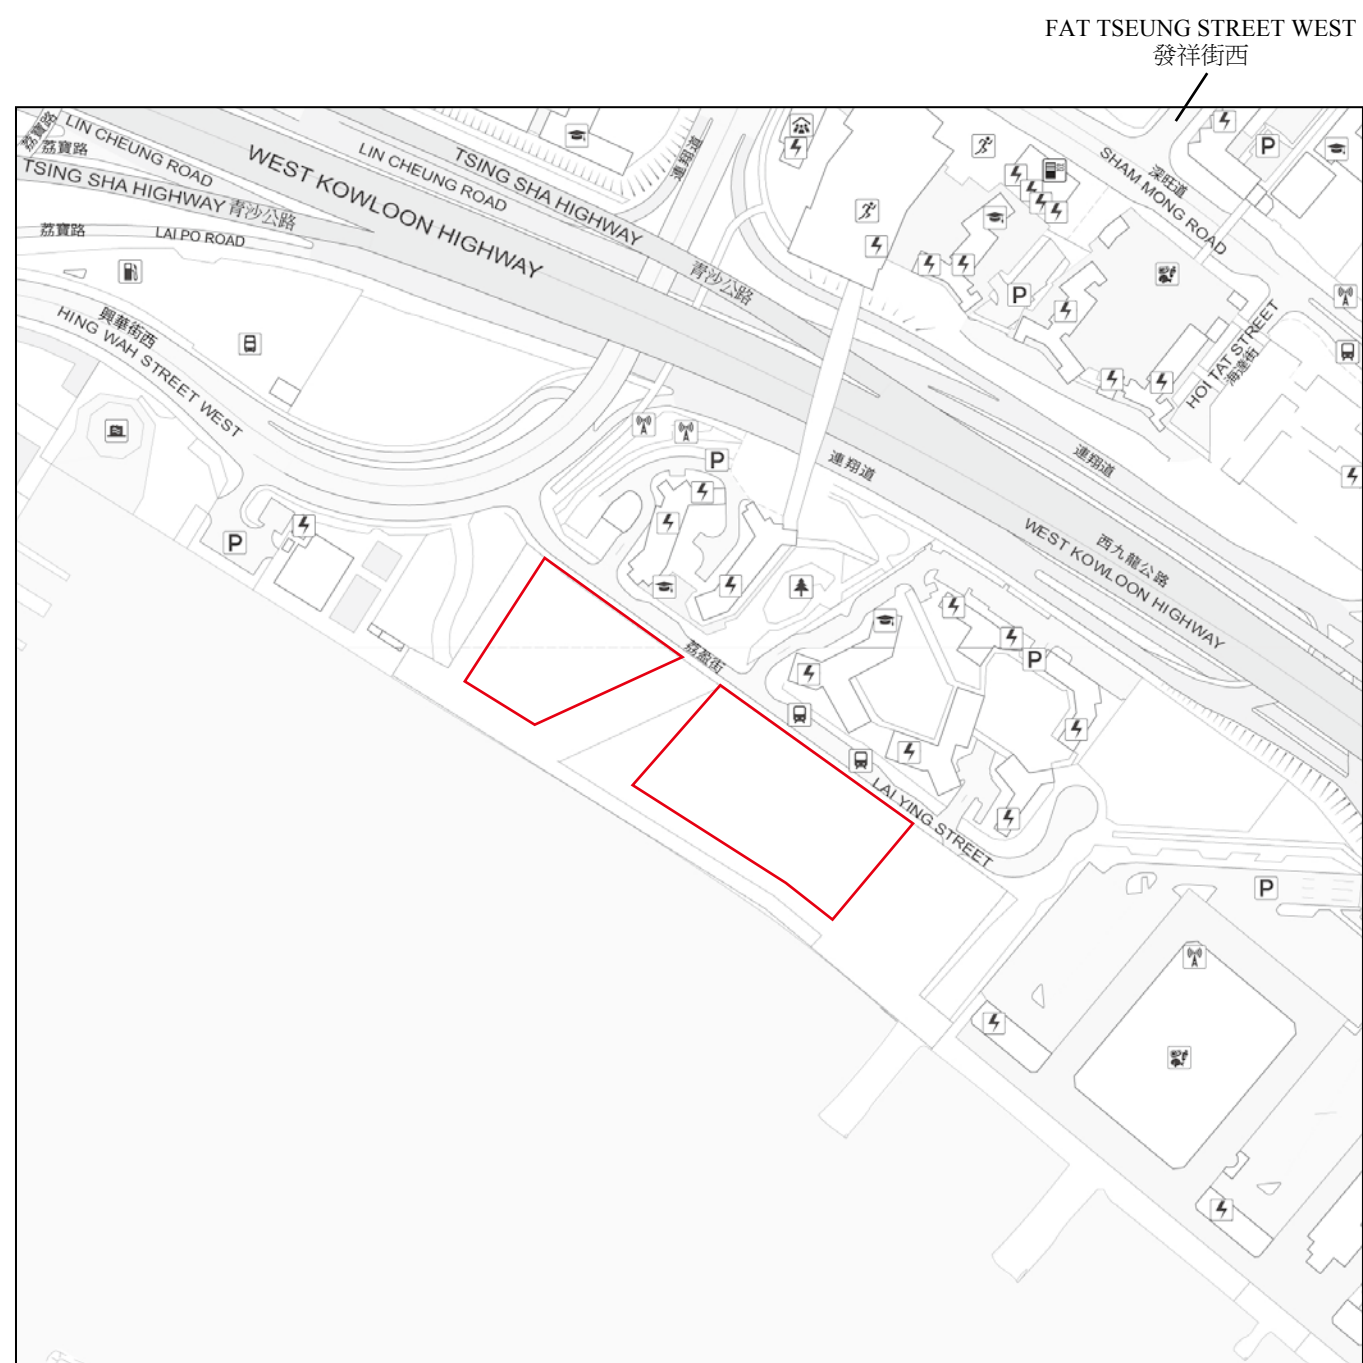 FAT TSEUNG STREET WEST
發祥街西
荔寶路
荔寶路
LIN CHEUNG ROAD
TSING SHA HIGHWAY 青沙公路
荔寶路
LAI PO ROAD
WEST KOWLOON HIGHWAY
LIN CHEUNG ROAD
TSING SHA HIGHWAY
連翔道
青沙公路
P
深旺道
SHAM MONG ROAD
P
HOI TAT STREET
海達街
興華街西
HING WAH STREET WEST
P
連翔道
連翔道
P
西九龍公路
WEST KOWLOON HIGHWAY
荔盈街
P
LAI YING STREET
P